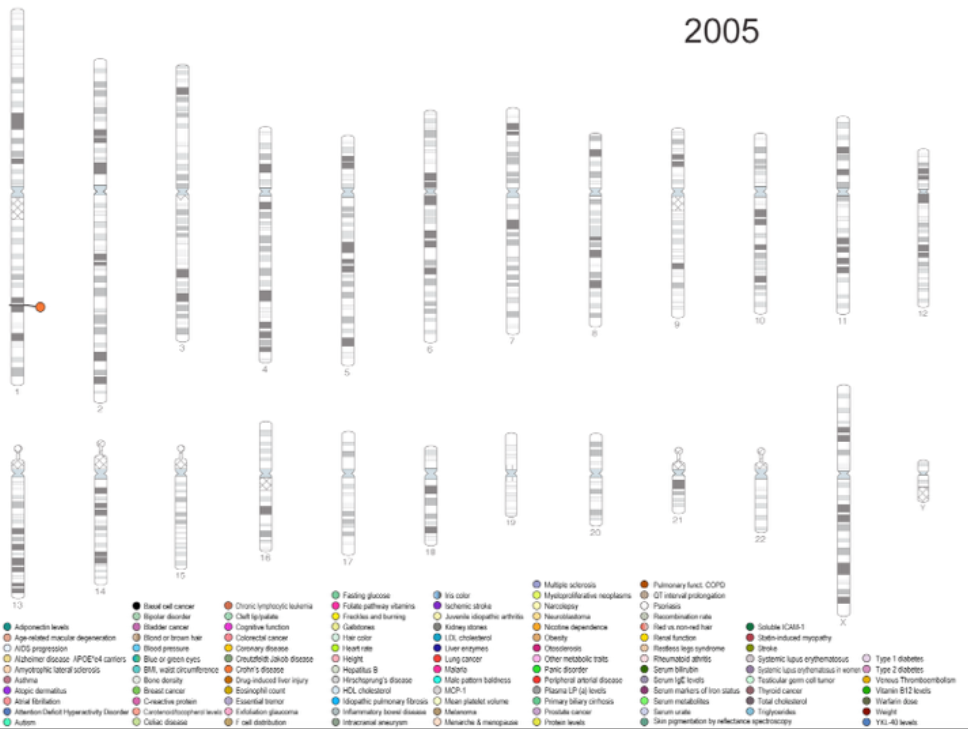 2005
1
2
3
4
5
6
7
8
9
10
11
12
13
14
15
16
17
18
19
20
21
22
X
Y
Adiponectin levels
Age-related macular degeneration
AIDS progression
Alzheimer disease APOE*e4 carriers
Amyotrophic lateral sclerosis
Asthma
Atopic dermatitis
Atrial fibrillation
Attention Deficit Hyperactivity Disorder
Autism
Basal cell cancer
Bipolar disorder
Bladder cancer
Blond or brown hair
Blood pressure
Blue or green eyes
BMI, waist circumference
Bone density
Breast cancer
C-reactive protein
Carotenoid/tocopherol levels
Celiac disease
Chronic lymphocytic leukemia
Cleft lip/palate
Cognitive function
Colorectal cancer
Coronary disease
Creutzfeldt-Jakob disease
Crohn's disease
Drug-induced liver injury
Eosinophil count
Essential tremor
Exfoliation glaucoma
F cell distribution
Fasting glucose
Folate pathway vitamins
Freckles and burning
Gallstones
Hair color
Heart rate
Height
Hepatitis B
Hirschsprung's disease
HDL cholesterol
Idiopathic pulmonary fibrosis
Inflammatory bowel disease
Intracranial aneurysm
Iris color
Ischemic stroke
Juvenile idiopathic arthritis
Kidney stones
LDL cholesterol
Liver enzymes
Lung cancer
Malaria
Male pattern baldness
MCP-1
Mean platelet volume
Melanoma
Menarche & menopause
Multiple sclerosis
Myeloproliferative neoplasms
Narcolepsy
Neuroblastoma
Nicotine dependence
Obesity
Otosclerosis
Other metabolic traits
Panic disorder
Peripheral arterial disease
Plasma LP (a) levels
Primary biliary cirrhosis
Prostate cancer
Protein levels
Pulmonary funct. COPD
QT interval prolongation
Psoriasis
Recombination rate
Red vs.non-red hair
Renal function
Restless legs syndrome
Rheumatoid arthritis
Serum bilirubin
Serum IgE levels
Serum markers of iron status
Serum metabolites
Serum urate
Skin pigmentation by reflectance spectroscopy
Soluble ICAM-1
Statin-induced myopathy
Stroke
Systemic lupus erythematosus
Systemic lupus erythematosus in women
Testicular germ cell tumor
Thyroid cancer
Total cholesterol
Triglycerides
Type 1 diabetes
Type 2 diabetes
Venous Thromboembolism
Vitamin B12 levels
Warfarin dose
Weight
YKL-40 levels